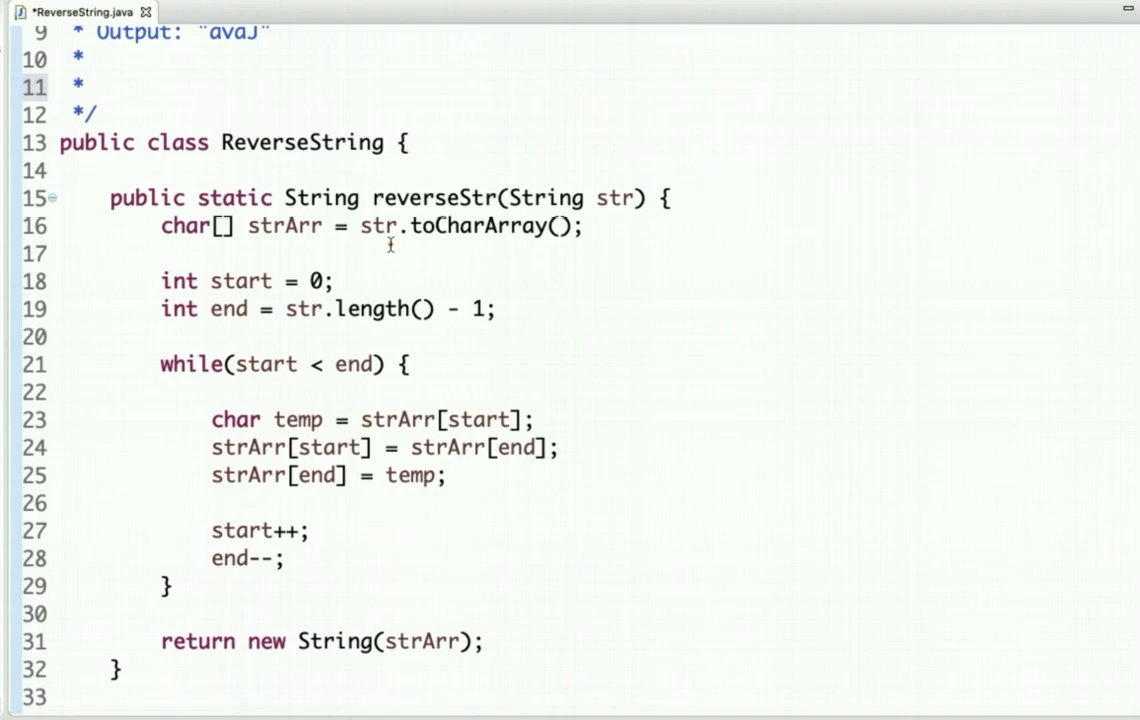 *ReverseString.java
9 * Output: "avaJ"
10 *
11 *
12 */
13 public class ReverseString {
14
15 public static String reverseStr(String str) {
16 char[] strArr = str.toCharArray();
17
18 int start = 0;
19 int end = str.length() - 1;
20
21 while(start < end) {
22
23 char temp = strArr[start];
24 strArr[start] = strArr[end];
25 strArr[end] = temp;
26
27 start++;
28 end--;
29 }
30
31 return new String(strArr);
32 }
33